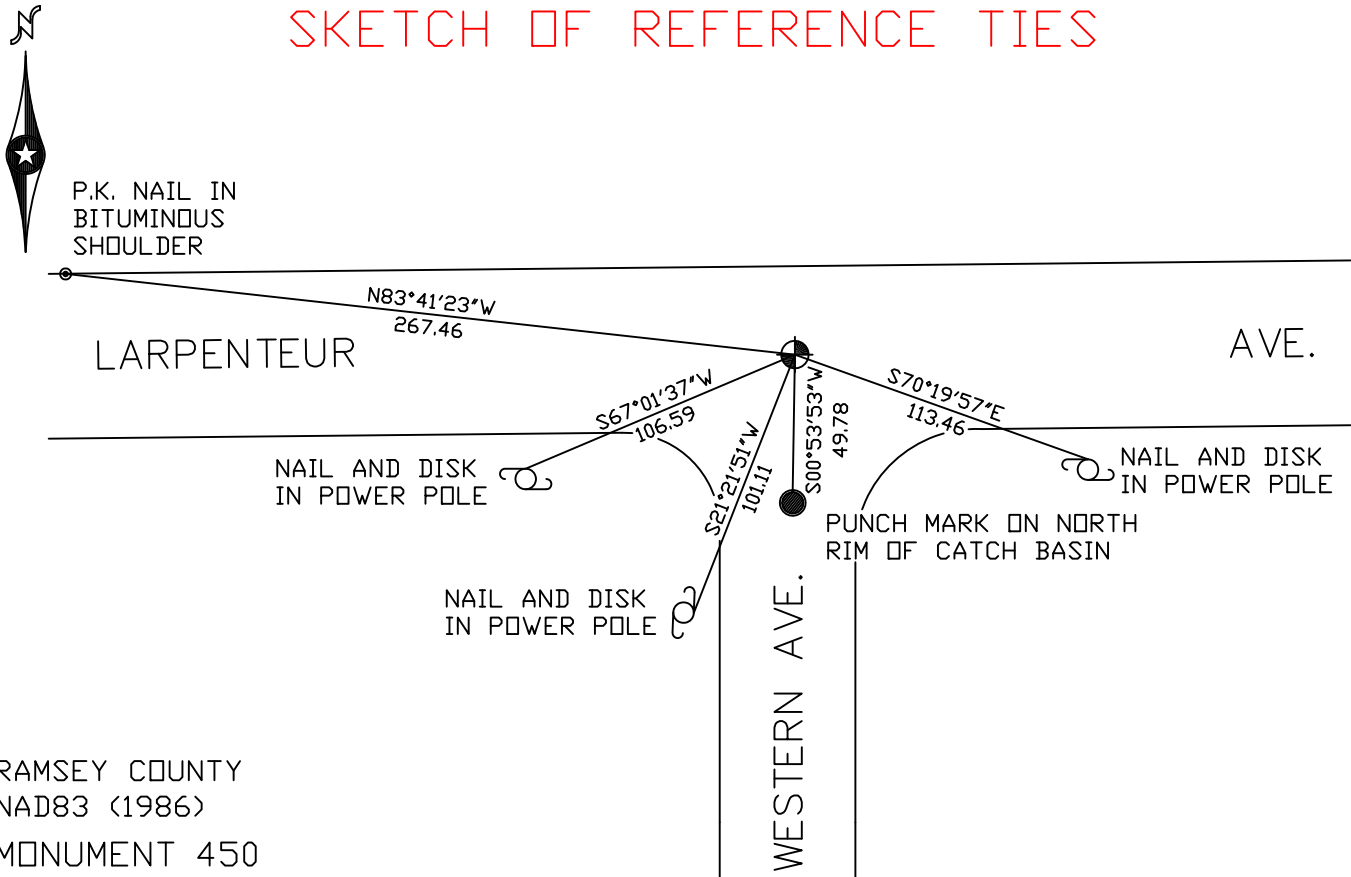 N
SKETCH OF REFERENCE TIES
P.K. NAIL IN
BITUMINOUS
SHOULDER
N83°41'23"W
267.46
LARPENTEUR
AVE.
S67°01'37"W
106.59
S21°21'51"W
101.11
S00°53'53"W
49.78
S70°19'57"E
113.46
NAIL AND DISK
IN POWER POLE
NAIL AND DISK
IN POWER POLE
PUNCH MARK ON NORTH
RIM OF CATCH BASIN
NAIL AND DISK
IN POWER POLE
WESTERN AVE.
RAMSEY COUNTY
NAD83 (1986)
MONUMENT 450